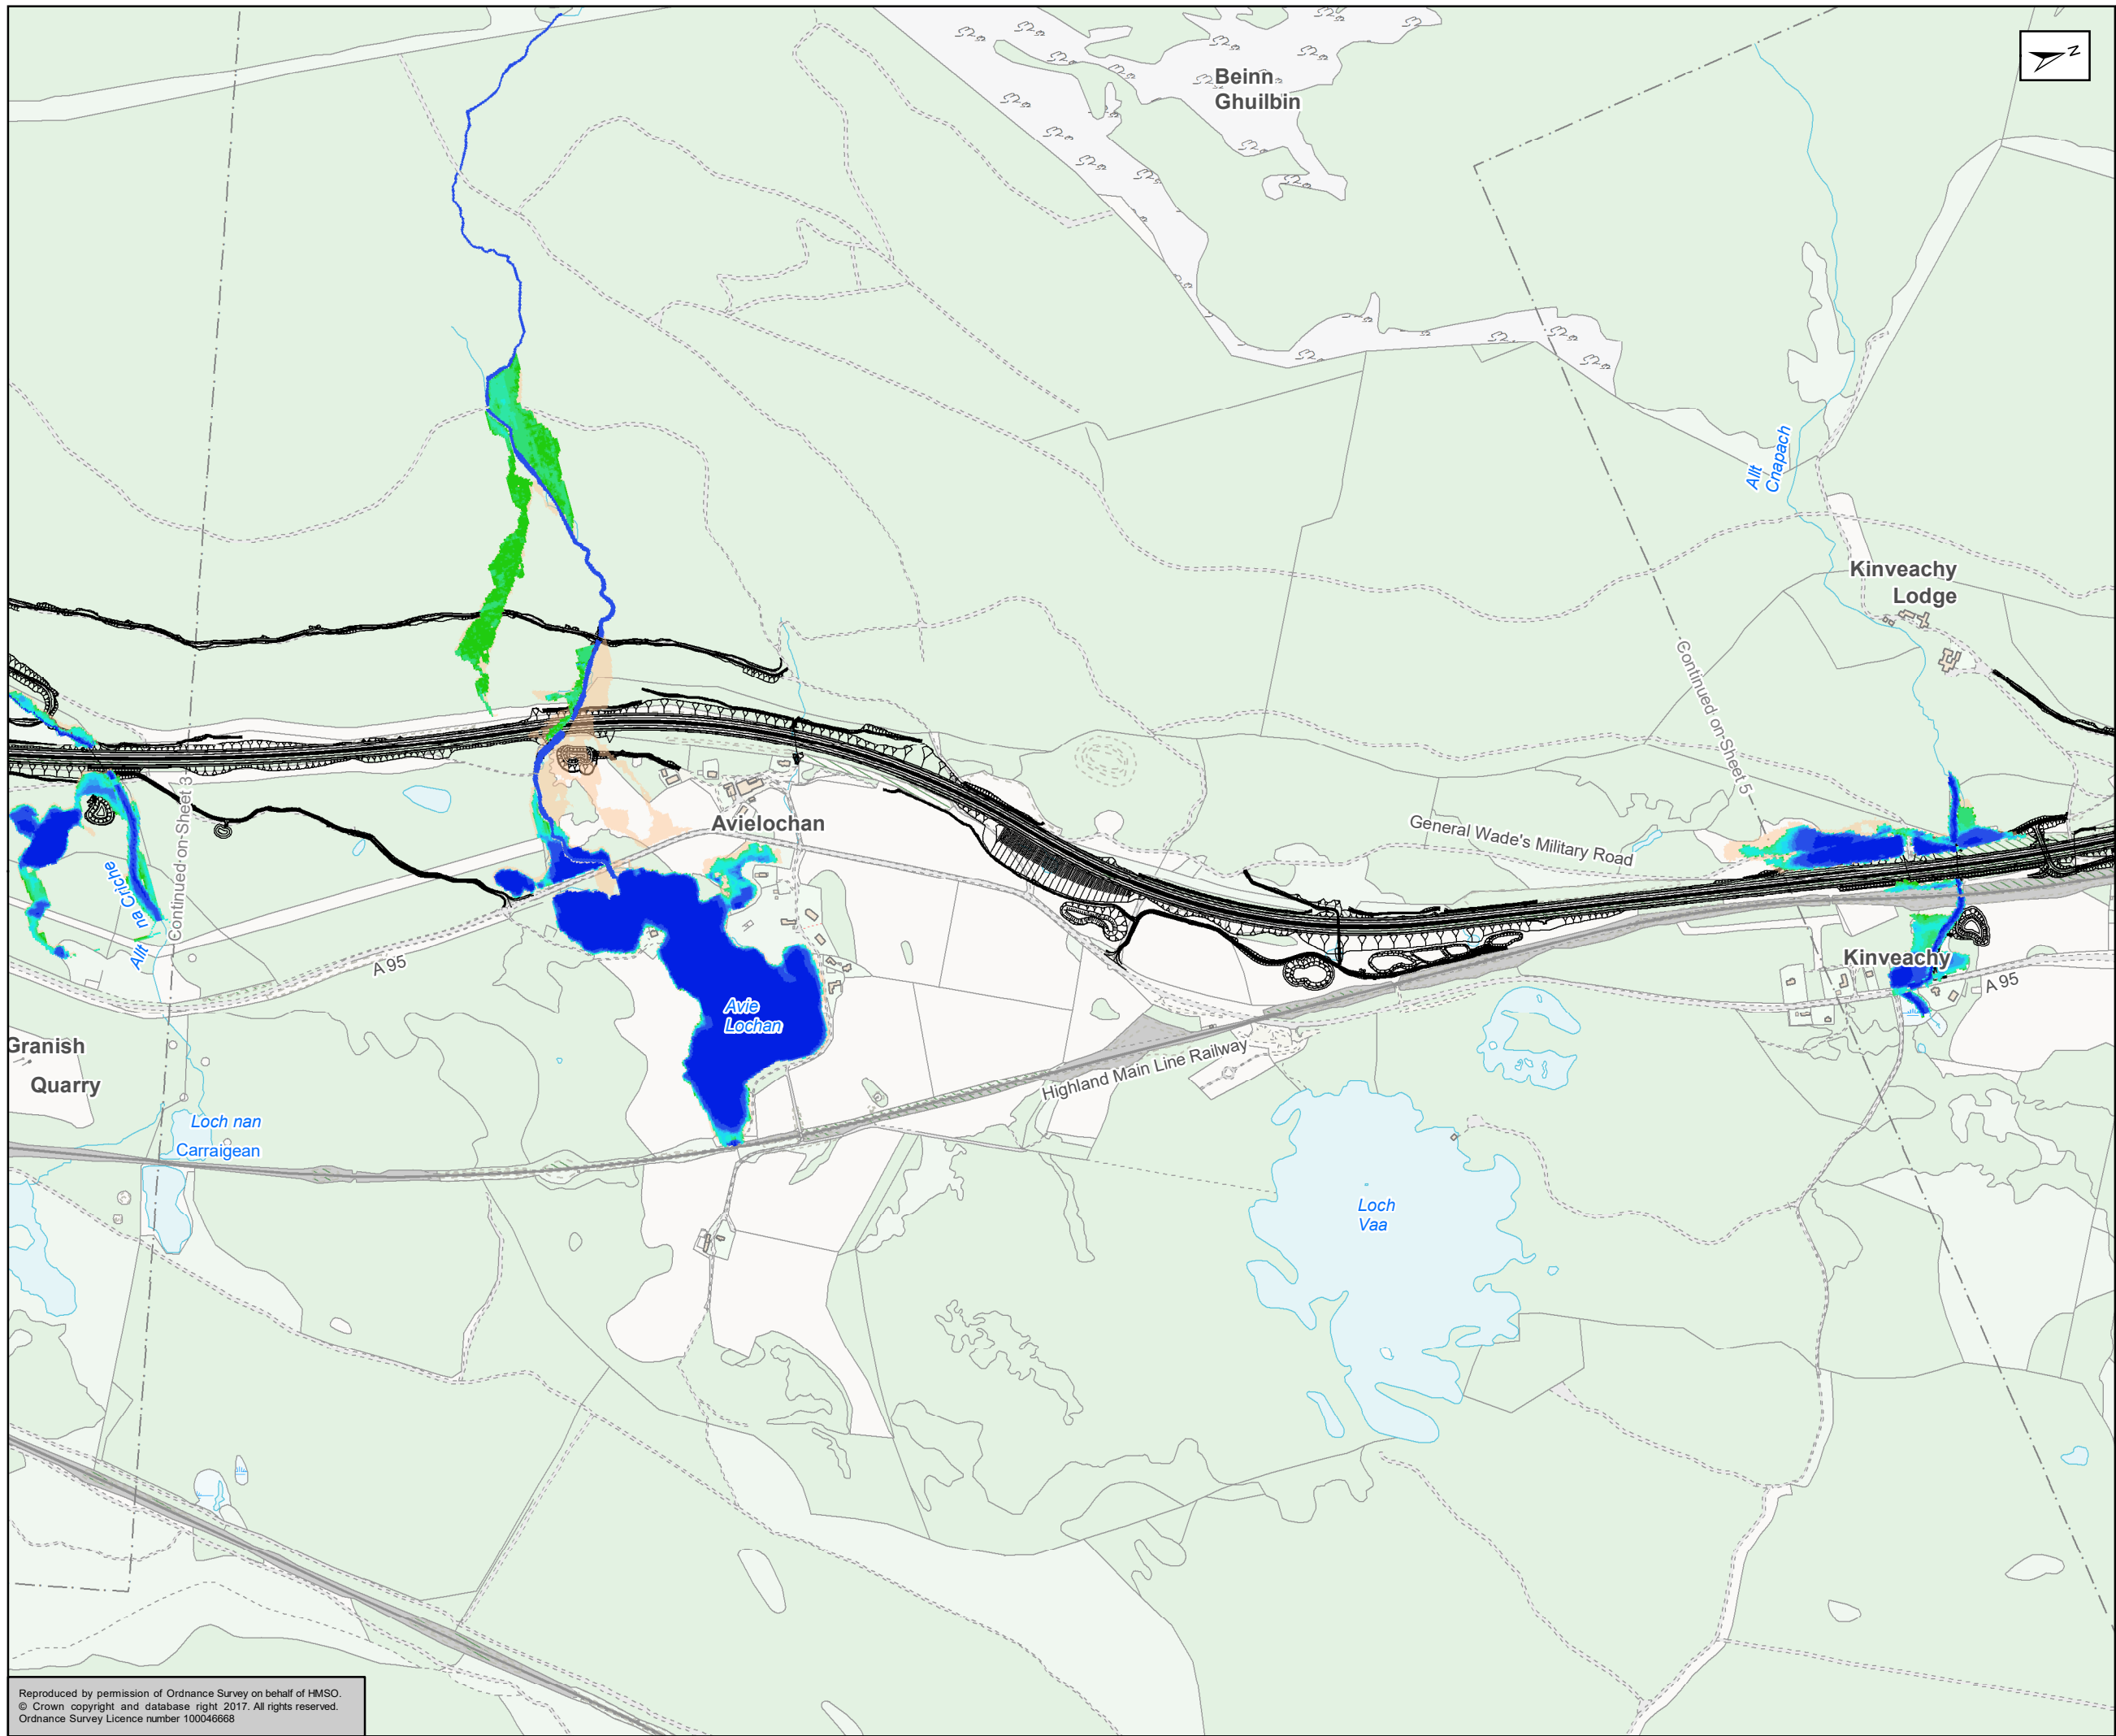 Beinn
Ghuilbin
Z
Allt
Cnapach
Kinveachy
Lodge
Continued on Sheet 5
Continued on Sheet 3
General Wade's Military Road
Avielochan
Allt na Criche
A 95
Kinveachy
A 95
Avie
Lochan
Granish
Quarry
Highland Main Line Railway
Loch nan
Carraigean
Loch
Vaa
Reproduced by permission of Ordnance Survey on behalf of HMSO.
© Crown copyright and database right 2017. All rights reserved.
Ordnance Survey Licence number 100046668